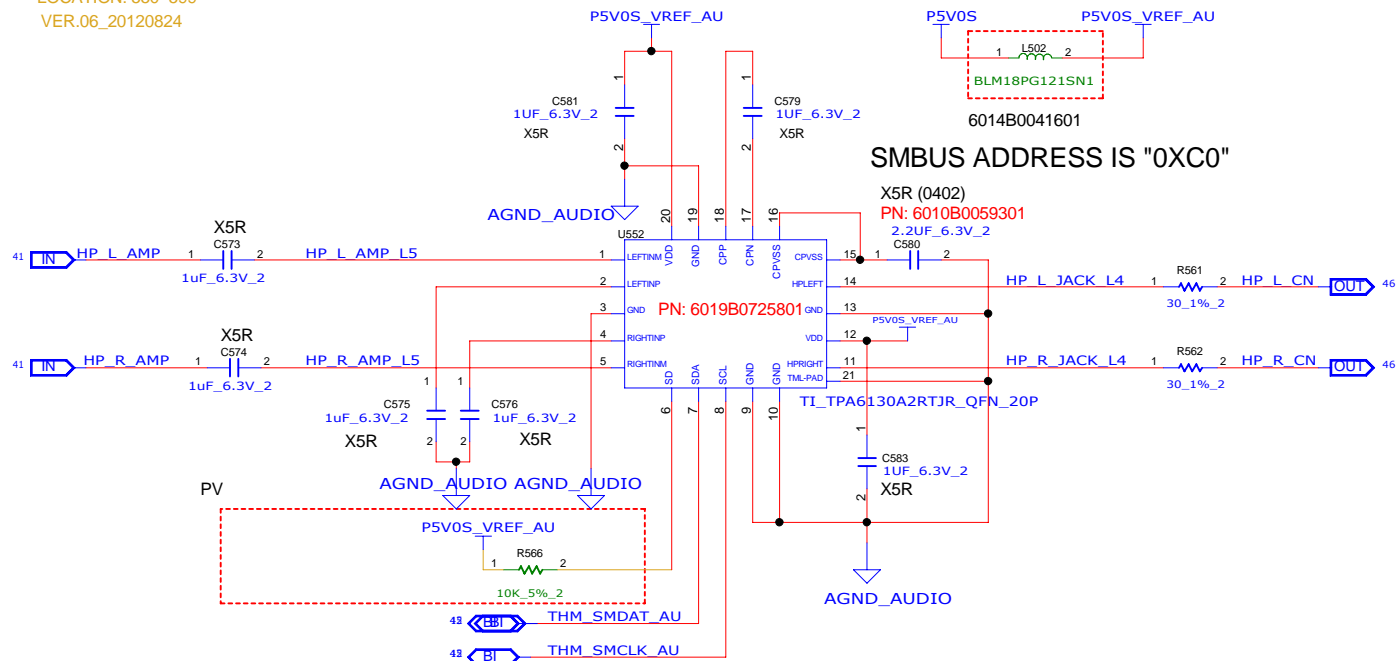 VER.06_20120824
P5V0S_VREF_AU
P5V0S
P5V0S_VREF_AU
1
L502
2
BLM18PG121SN1
6014B0041601
1
C581
1UF_6.3V_2
X5R
2
1
C579
1UF_6.3V_2
X5R
2
SMBUS ADDRESS IS "0XC0"
X5R (0402)
PN: 6010B0059301
2.2UF_6.3V_2
1
C580
2
AGND_AUDIO
20
19
18
17
16
U552
VDD
GND
CPP
CPN
CPVSS
41
IN
HP_L_AMP
1
X5R
C573
2
1uF_6.3V_2
HP_L_AMP_L5
1
LEFTINM
CPVSS
15
2
LEFTINP
HPLEFT
14
HP_L_JACK_L4
1
R561
2
30_1%_2
HP_L_CN
OUT
46
3
GND
PN: 6019B0725801
GND
13
4
RIGHTINP
VDD
12
P5V0S_VREF_AU
41
IN
HP_R_AMP
1
X5R
C574
2
1uF_6.3V_2
HP_R_AMP_L5
5
RIGHTINM
HPRIGHT
11
HP_R_JACK_L4
1
R562
2
30_1%_2
HP_R_CN
OUT
46
TML-PAD
21
SD
SDA
SCL
GND
GND
6
7
8
9
10
TI_TPA6130A2RTJR_QFN_20P
1
C575
1uF_6.3V_2
X5R
2
1
C576
1uF_6.3V_2
X5R
2
1
C583
1UF_6.3V_2
X5R
2
AGND_AUDIO
AGND_AUDIO
PV
P5V0S_VREF_AU
1
R566
2
10K_5%_2
AGND_AUDIO
THM_SMDAT_AU
BI
THM_SMCLK_AU